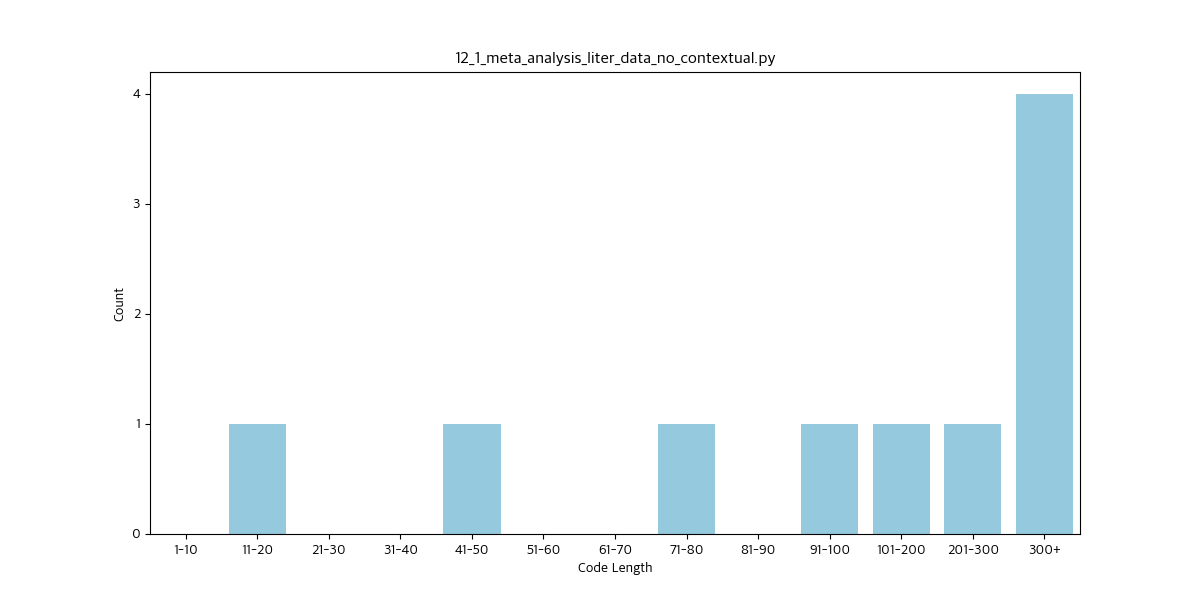 12_1_meta_analysis_liter_data_no_contextual.py
4
3
2
1
0
Count
1-10 11-20 21-30 31-40 41-50 51-60 61-70 71-80 81-90 91-100 101-200 201-300 300+
Code Length